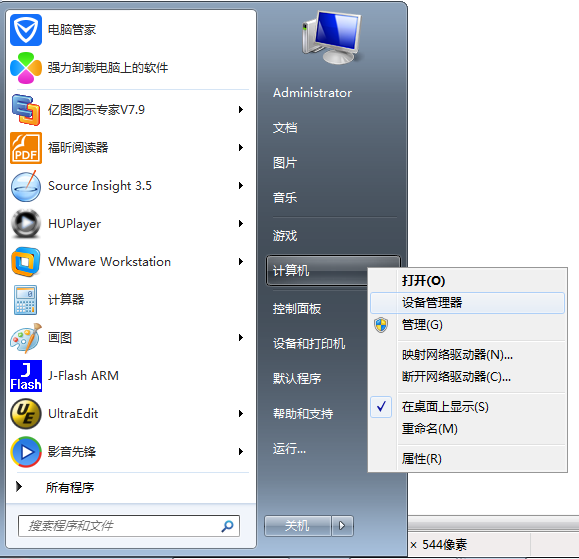 电脑管家
强力卸载电脑上的软件
亿图图示专家V7.9
福昕阅读器
PDF
Source Insight 3.5
HUPlayer
VMware Workstation
计算器
画图
J
Flash
J-Flash ARM
UE
UltraEdit
影音先锋
所有程序
搜索程序和文件
Administrator
文档
图片
音乐
游戏
计算机
控制面板
设备和打印机
默认程序
帮助和支持
运行...
关机
打开(O)
设备管理器
管理(G)
映射网络驱动器(N)...
断开网络驱动器(C)...
在桌面上显示(S)
重命名(M)
属性(R)
× 544像素